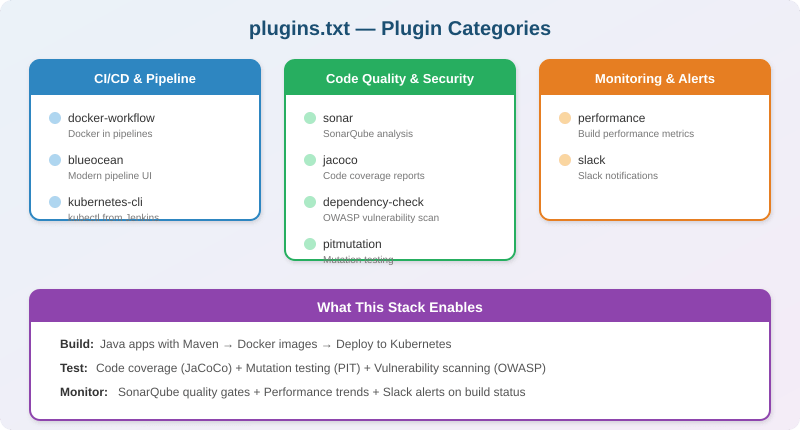 plugins.txt — Plugin Categories
CI/CD & Pipeline
docker-workflow
Docker in pipelines
blueocean
Modern pipeline UI
kubernetes-cli
kubectl from Jenkins
Code Quality & Security
sonar
SonarQube analysis
jacoco
Code coverage reports
dependency-check
OWASP vulnerability scan
pitmutation
Mutation testing
Monitoring & Alerts
performance
Build performance metrics
slack
Slack notifications
What This Stack Enables
Build: Java apps with Maven → Docker images → Deploy to Kubernetes
Test: Code coverage (JaCoCo) + Mutation testing (PIT) + Vulnerability scanning (OWASP)
Monitor: SonarQube quality gates + Performance trends + Slack alerts on build status